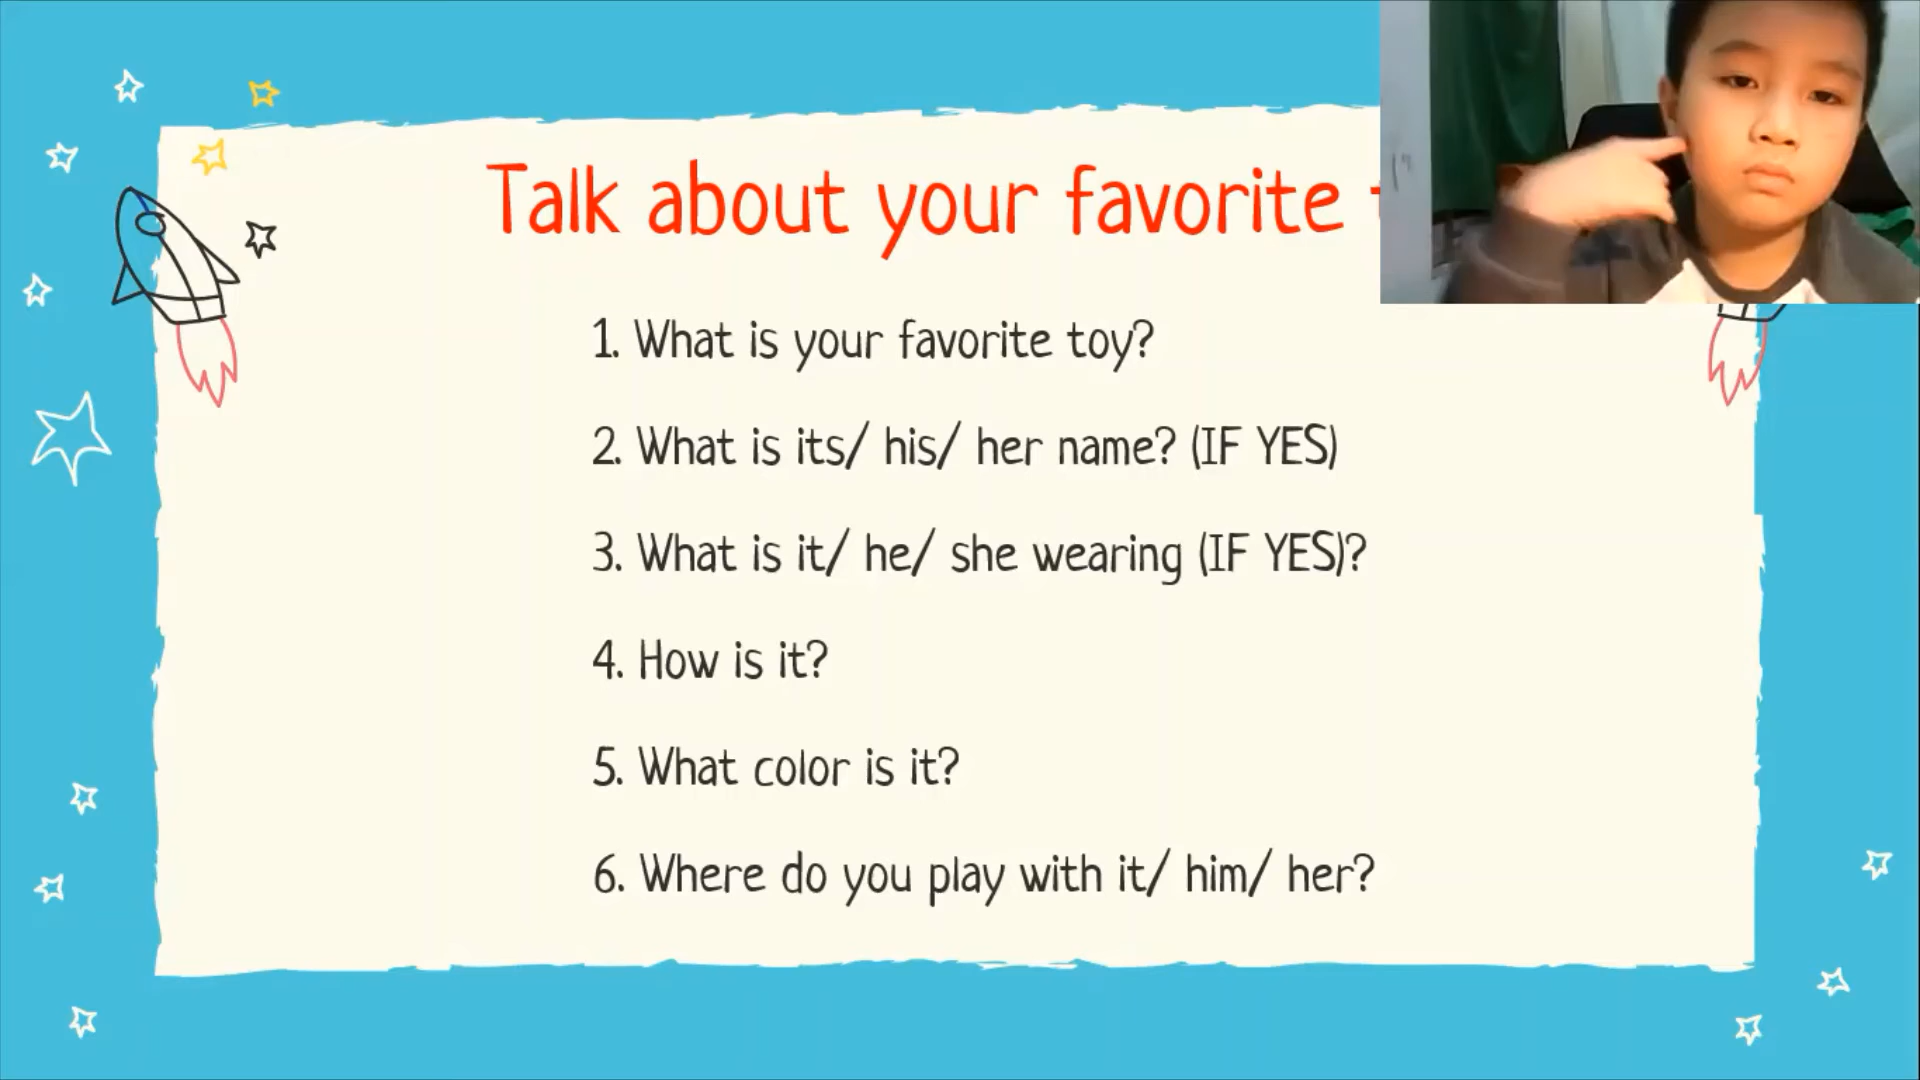 Talk about your favorite
1. What is your favorite toy?
2. What is its/ his/ her name? (IF YES)
3. What is it/ he/ she wearing (IF YES)?
4. How is it?
5. What color is it?
6. Where do you play with it/ him/ her?